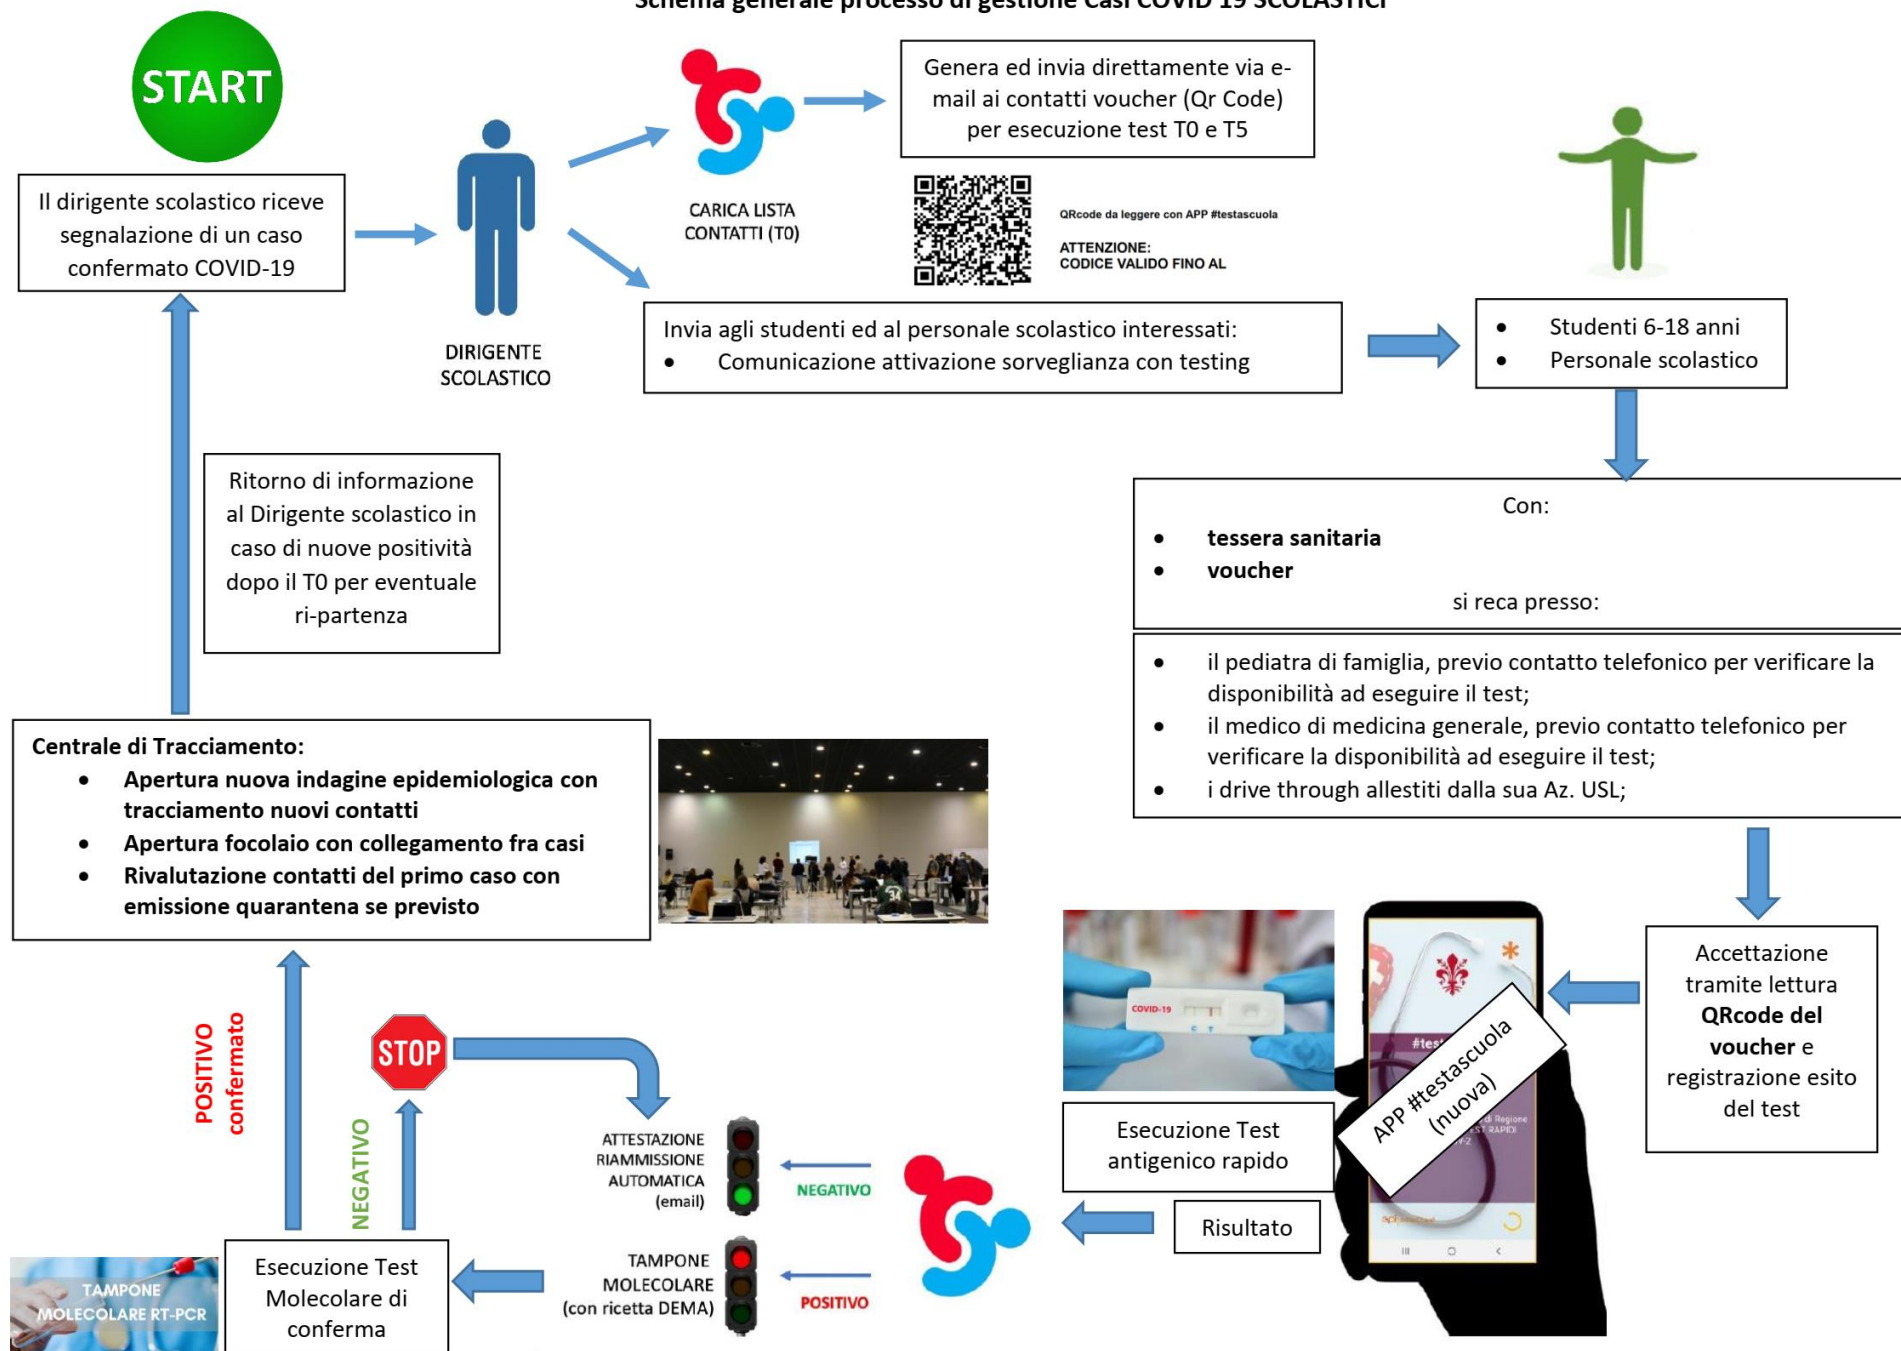 Schema generale processo di gestione Casi COVID 19 SCOLASTICI
START
Il dirigente scolastico riceve
segnalazione di un caso
confermato COVID-19
DIRIGENTE
SCOLASTICO
CARICA LISTA
CONTATTI (T0)
Genera ed invia direttamente via e-
mail ai contatti voucher (Qr Code)
per esecuzione test T0 e T5
QRcode da leggere con APP #testascuola
ATTENZIONE:
CODICE VALIDO FINO AL
Invia agli studenti ed al personale scolastico interessati:
• Comunicazione attivazione sorveglianza con testing
• Studenti 6-18 anni
• Personale scolastico
Con:
• tessera sanitaria
• voucher
si reca presso:
• il pediatra di famiglia, previo contatto telefonico per verificare la
disponibilità ad eseguire il test;
• il medico di medicina generale, previo contatto telefonico per
verificare la disponibilità ad eseguire il test;
• i drive through allestiti dalla sua Az. USL;
Accettazione
tramite lettura
QRcode del
voucher e
registrazione esito
del test
APP #testascuola
(nuova)
#tes
di Regione
EST RAPIDI
COVID-19
C T
Esecuzione Test
antigenico rapido
Risultato
NEGATIVO
POSITIVO
ATTESTAZIONE
RIAMMISSIONE
AUTOMATICA
(email)
TAMPONE
MOLECOLARE
(con ricetta DEMA)
Esecuzione Test
Molecolare di
conferma
TAMPONE
MOLECOLARE RT-PCR
NEGATIVO
STOP
POSITIVO
confermato
Centrale di Tracciamento:
• Apertura nuova indagine epidemiologica con
tracciamento nuovi contatti
• Apertura focolaio con collegamento fra casi
• Rivalutazione contatti del primo caso con
emissione quarantena se previsto
Ritorno di informazione
al Dirigente scolastico in
caso di nuove positività
dopo il T0 per eventuale
ri-partenza